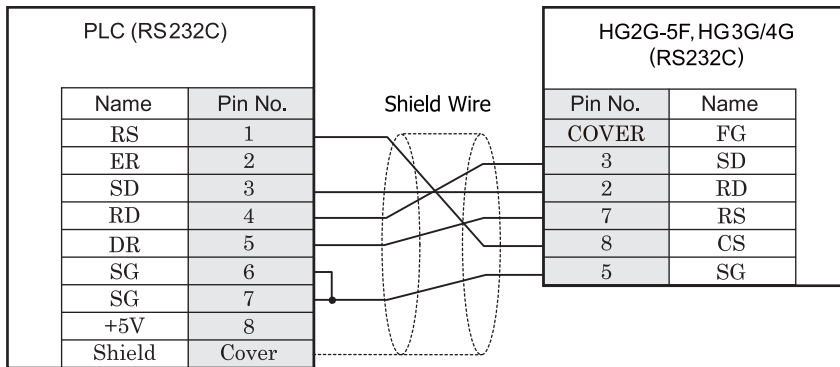 PLC (RS232C)
HG2G-5F, HG3G/4G
(RS232C)
Name Pin No. Shield Wire Pin No. Name
RS 1 COVER FG
ER 2 3 SD
SD 3 2 RD
RD 4 7 RS
DR 5 8 CS
SG 6 5 SG
SG 7
+5V 8
Shield Cover